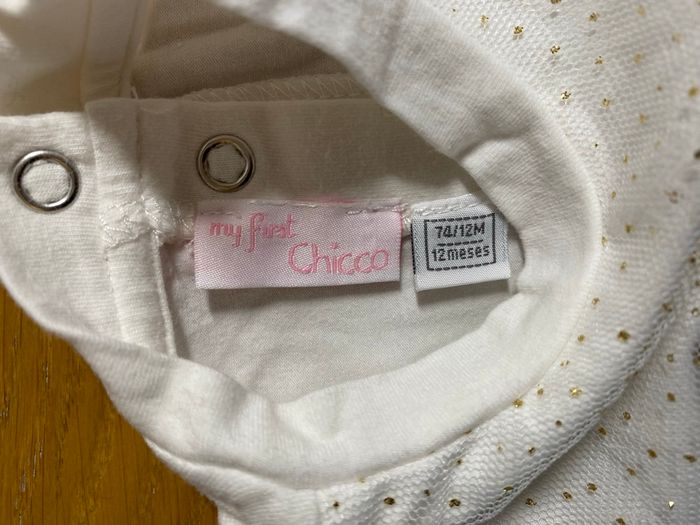 my first
Chicco
74/12M
12meses